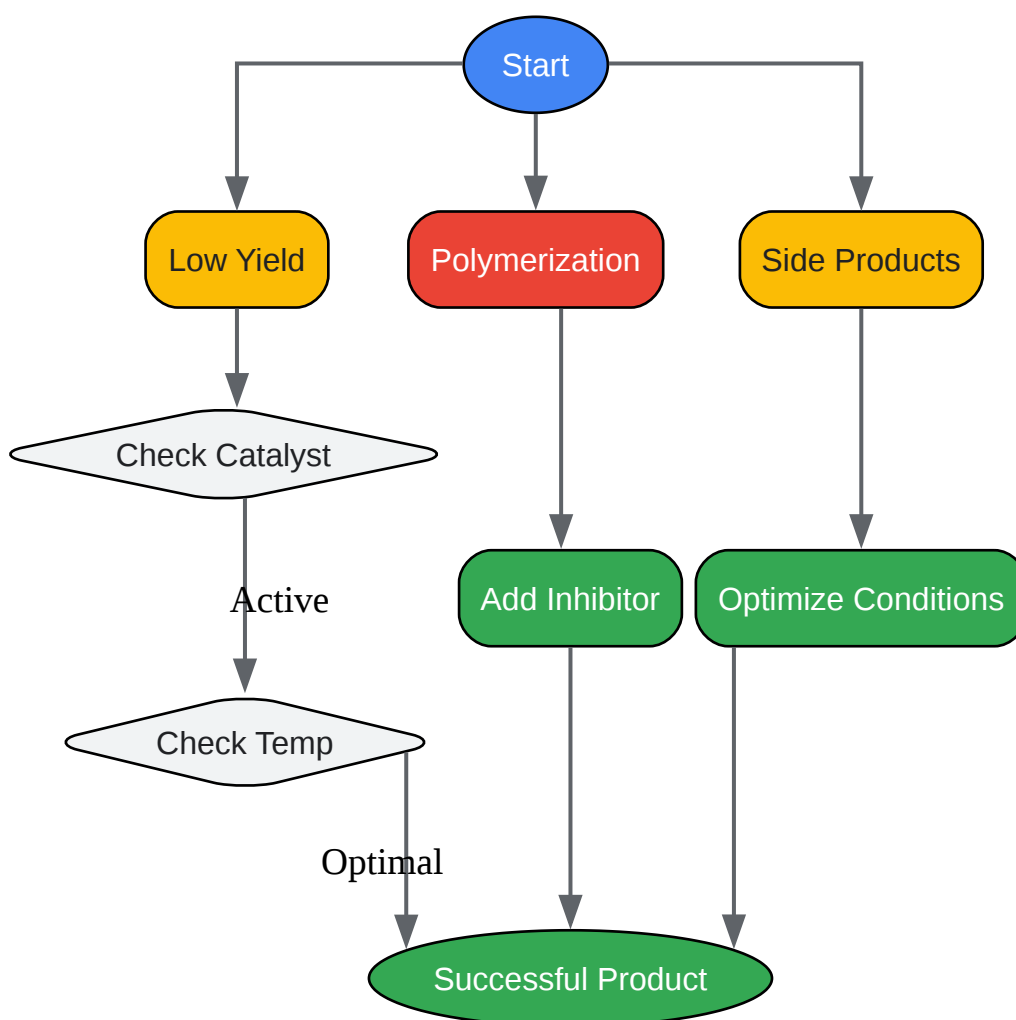 Start
Low Yield
Polymerization
Side Products
Check Catalyst
Active
Add Inhibitor
Optimize Conditions
Check Temp
Optimal
Successful Product